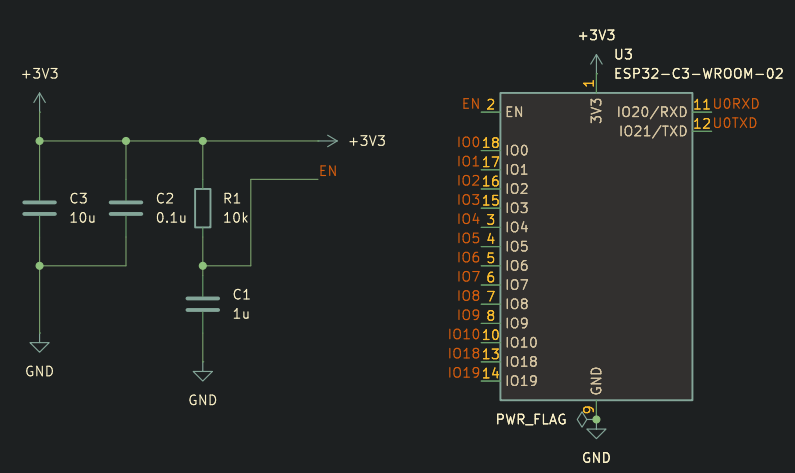 +3V3
+3V3
EN
C3
10u
C2
0.1u
R1
10k
C1
1u
GND
GND
+3V3
U3
ESP32-C3-WROOM-02
1
3V3
EN 2 EN
IO0 18 IO0
IO1 17 IO1
IO2 16 IO2
IO3 15 IO3
IO4 3 IO4
IO5 4 IO5
IO6 5 IO6
IO7 6 IO7
IO8 7 IO8
IO9 8 IO9
IO10 10 IO10
IO18 13 IO18
IO19 14 IO19
IO20/RXD 11 U0RXD
IO21/TXD 12 U0TXD
GND
9
PWR_FLAG
GND